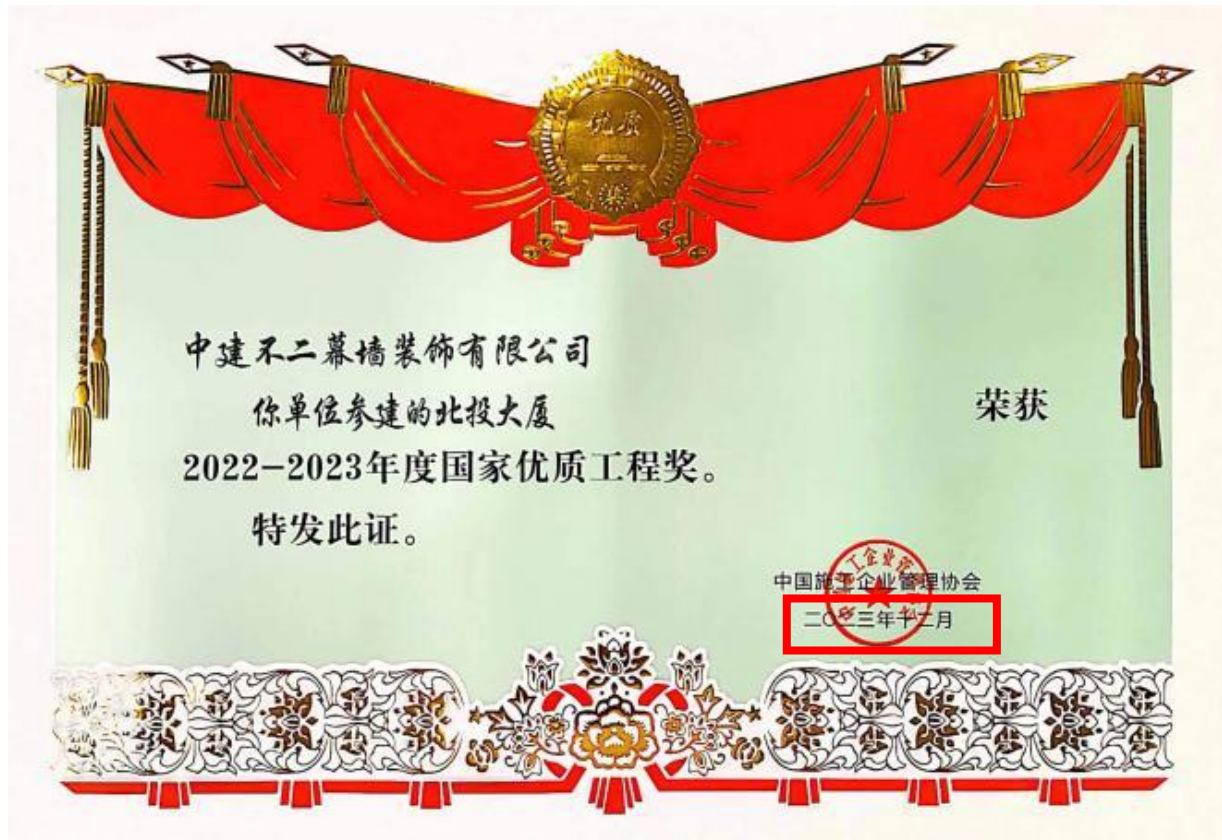 优质
中建不二幕墙装饰有限公司
你单位参建的北投大厦 荣获
2022-2023年度国家优质工程奖。
特发此证。
中国施工企业管理协会
二〇二三年十二月